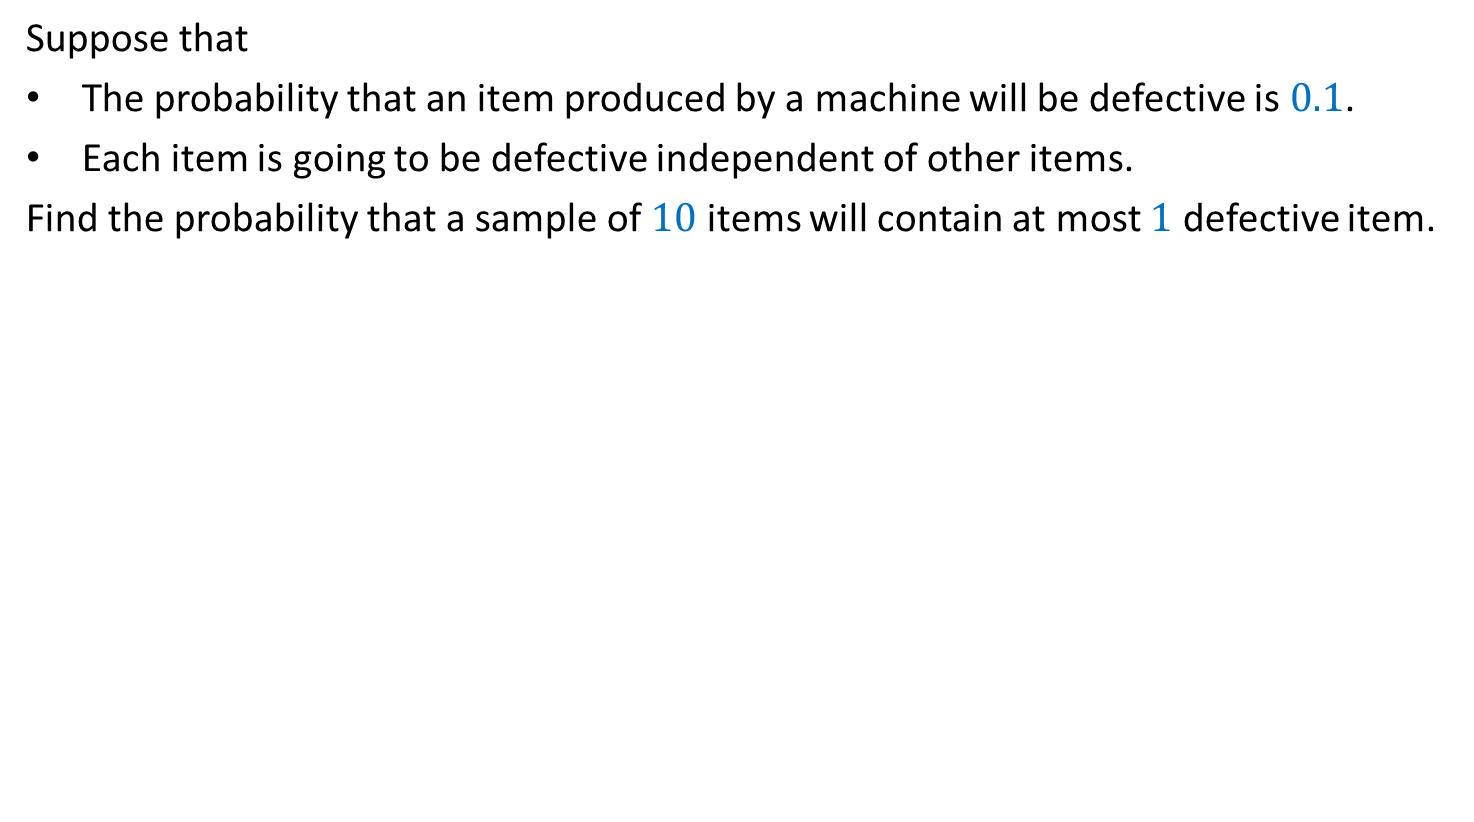 Suppose that
• The probability that an item produced by a machine will be defective is 0.1.
• Each item is going to be defective independent of other items.
Find the probability that a sample of 10 items will contain at most 1 defective item.